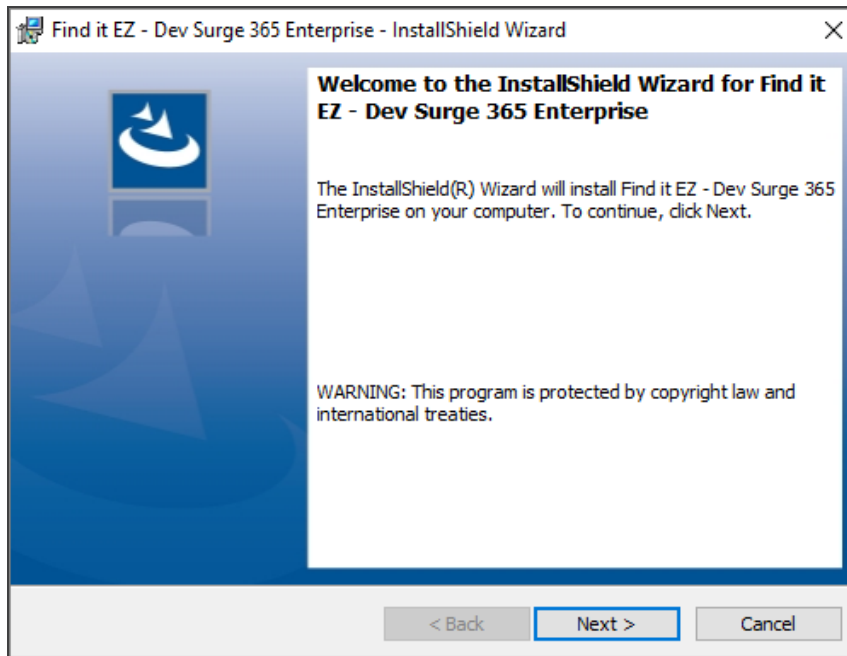 Find it EZ - Dev Surge 365 Enterprise - InstallShield Wizard
Welcome to the InstallShield Wizard for Find it
EZ - Dev Surge 365 Enterprise
The InstallShield(R) Wizard will install Find it EZ - Dev Surge 365
Enterprise on your computer. To continue, click Next.
WARNING: This program is protected by copyright law and
international treaties.
< Back
Next >
Cancel